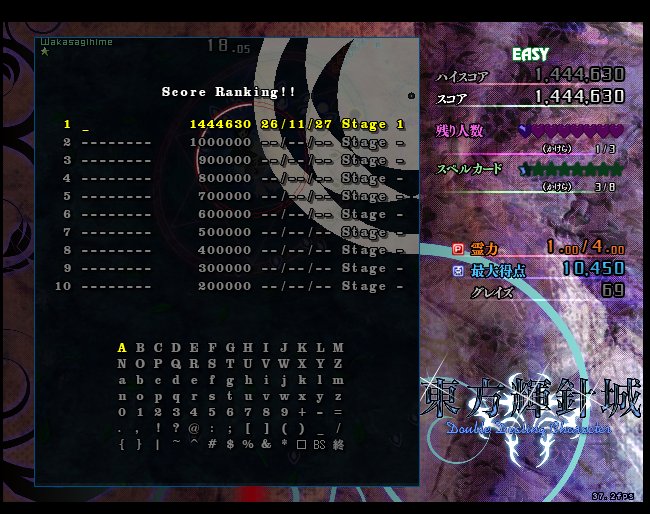 Wakasagihime
18.05
Score Ranking!!
1 _ 1444630 26/11/27 Stage 1
2 -------- 1000000 --/--/-- Stage -
3 -------- 900000 --/--/-- Stage -
4 -------- 800000 --/--/-- Stage -
5 -------- 700000 --/--/-- Stage -
6 -------- 600000 --/--/-- Stage -
7 -------- 500000 --/--/-- Stage -
8 -------- 400000 --/--/-- Stage -
9 -------- 300000 --/--/-- Stage -
10 -------- 200000 --/--/-- Stage -
A B C D E F G H I J K L M
N O P Q R S T U V W X Y Z
a b c d e f g h i j k l m
n o p q r s t u v w x y z
0 1 2 3 4 5 6 7 8 9 + - =
. , ! ? @ : ; [ ] ( ) _ /
{ } | ~ ^ # $ % & * □ BS 終
EASY
ハイスコア 1,444,630
スコア 1,444,630
残り人数
(かけら) 1/3
スペルカード
(かけら) 3/8
P 霊力 1.00/4.00
最大得点 10,450
グレイズ 69
東方輝針城
Double Dealing Character
37.2fps